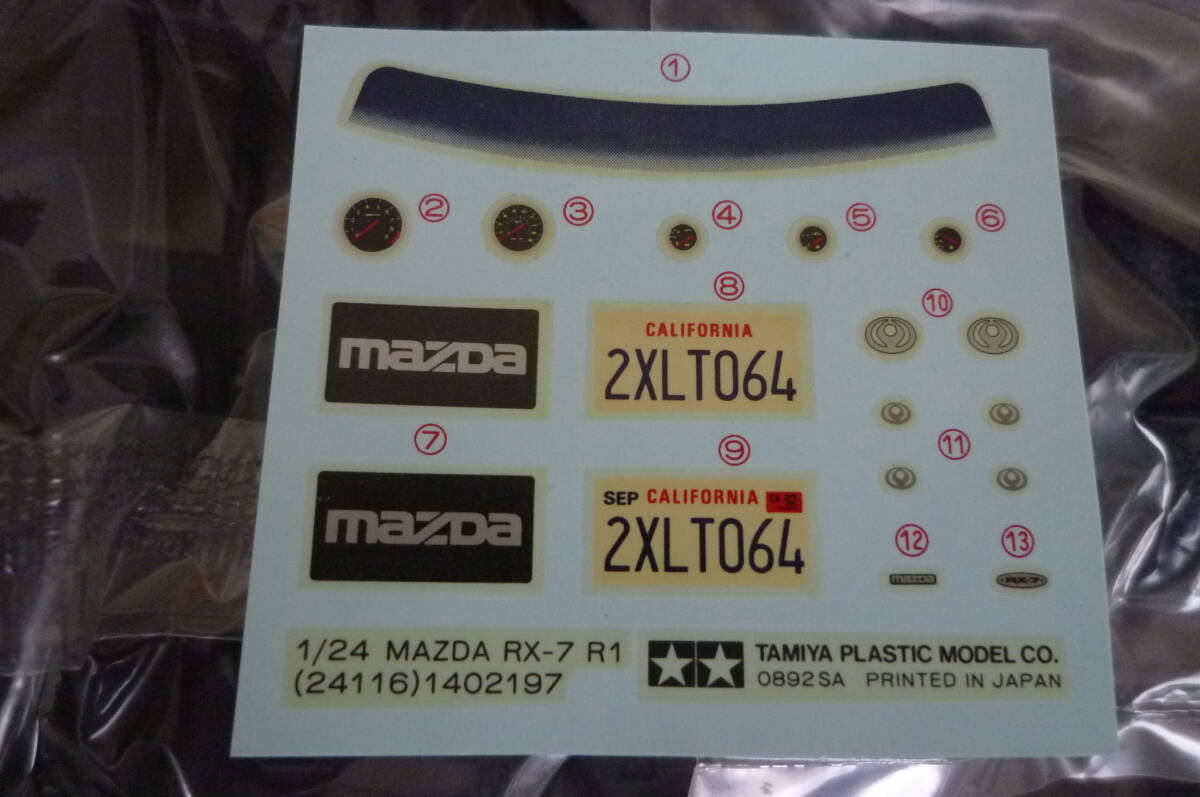 ①
②
③
④
⑤
⑥
mazda
⑧
CALIFORNIA
2XLT064
⑩
⑦
mazda
⑨
SEP CALIFORNIA 92
2XLT064
⑪
⑫
mazda
⑬
RX-7
1/24 MAZDA RX-7 R1
(24116)1402197
TAMIYA PLASTIC MODEL CO.
0892SA PRINTED IN JAPAN